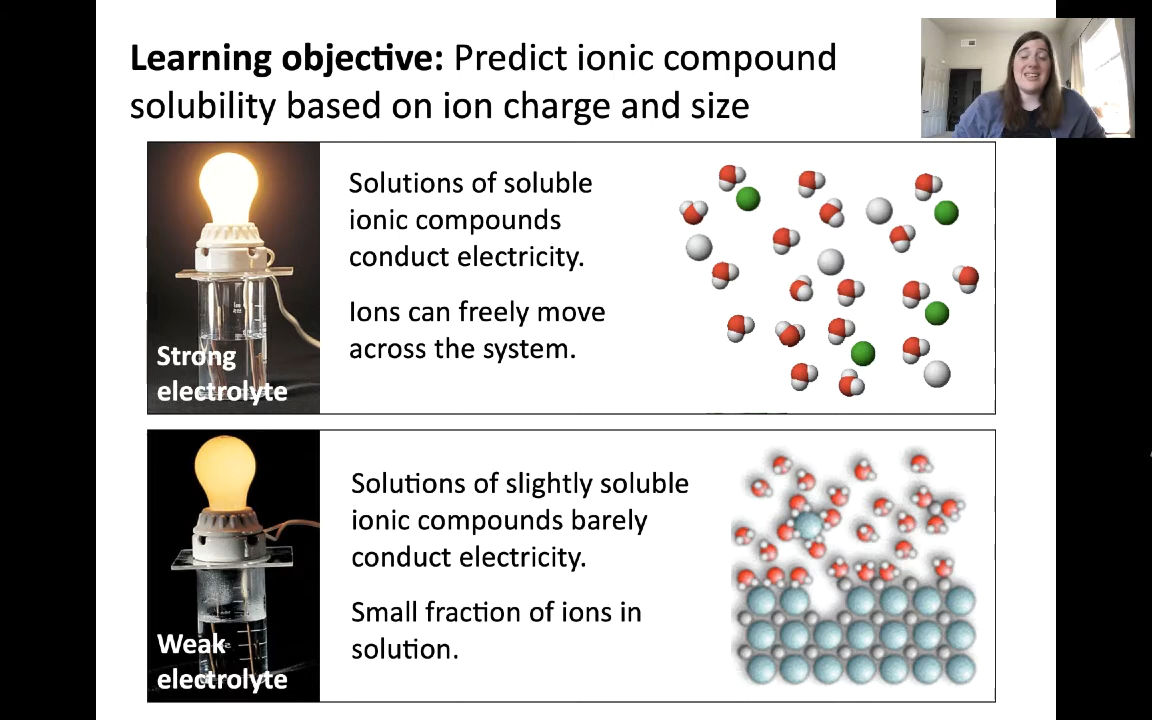 Learning objective: Predict ionic compound
solubility based on ion charge and size
Solutions of soluble
ionic compounds
conduct electricity.
Ions can freely move
across the system.
Strong
electrolyte
Solutions of slightly soluble
ionic compounds barely
conduct electricity.
Small fraction of ions in
solution.
Weak
electrolyte